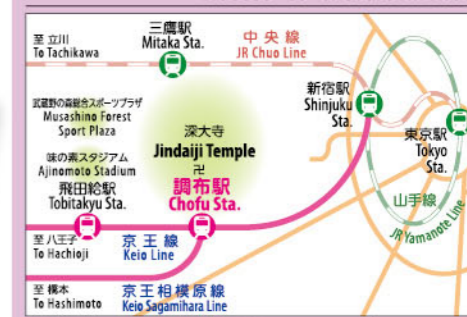 至 立川
To Tachikawa
三鷹駅
Mitaka Sta.
中央線
JR Chuo Line
武蔵野の森総合スポーツプラザ
Musashino Forest
Sport Plaza
味の素スタジアム
Ajinomoto Stadium
飛田給駅
Tobitakyu Sta.
深大寺
Jindaiji Temple
卍
調布駅
Chofu Sta.
新宿駅
Shinjuku
Sta.
東京駅
Tokyo
Sta.
山手線
JR Yamanote Line
至 八王子
To Hachioji
京王線
Keio Line
至 橋本
To Hashimoto
京王相模原線
Keio Sagamihara Line